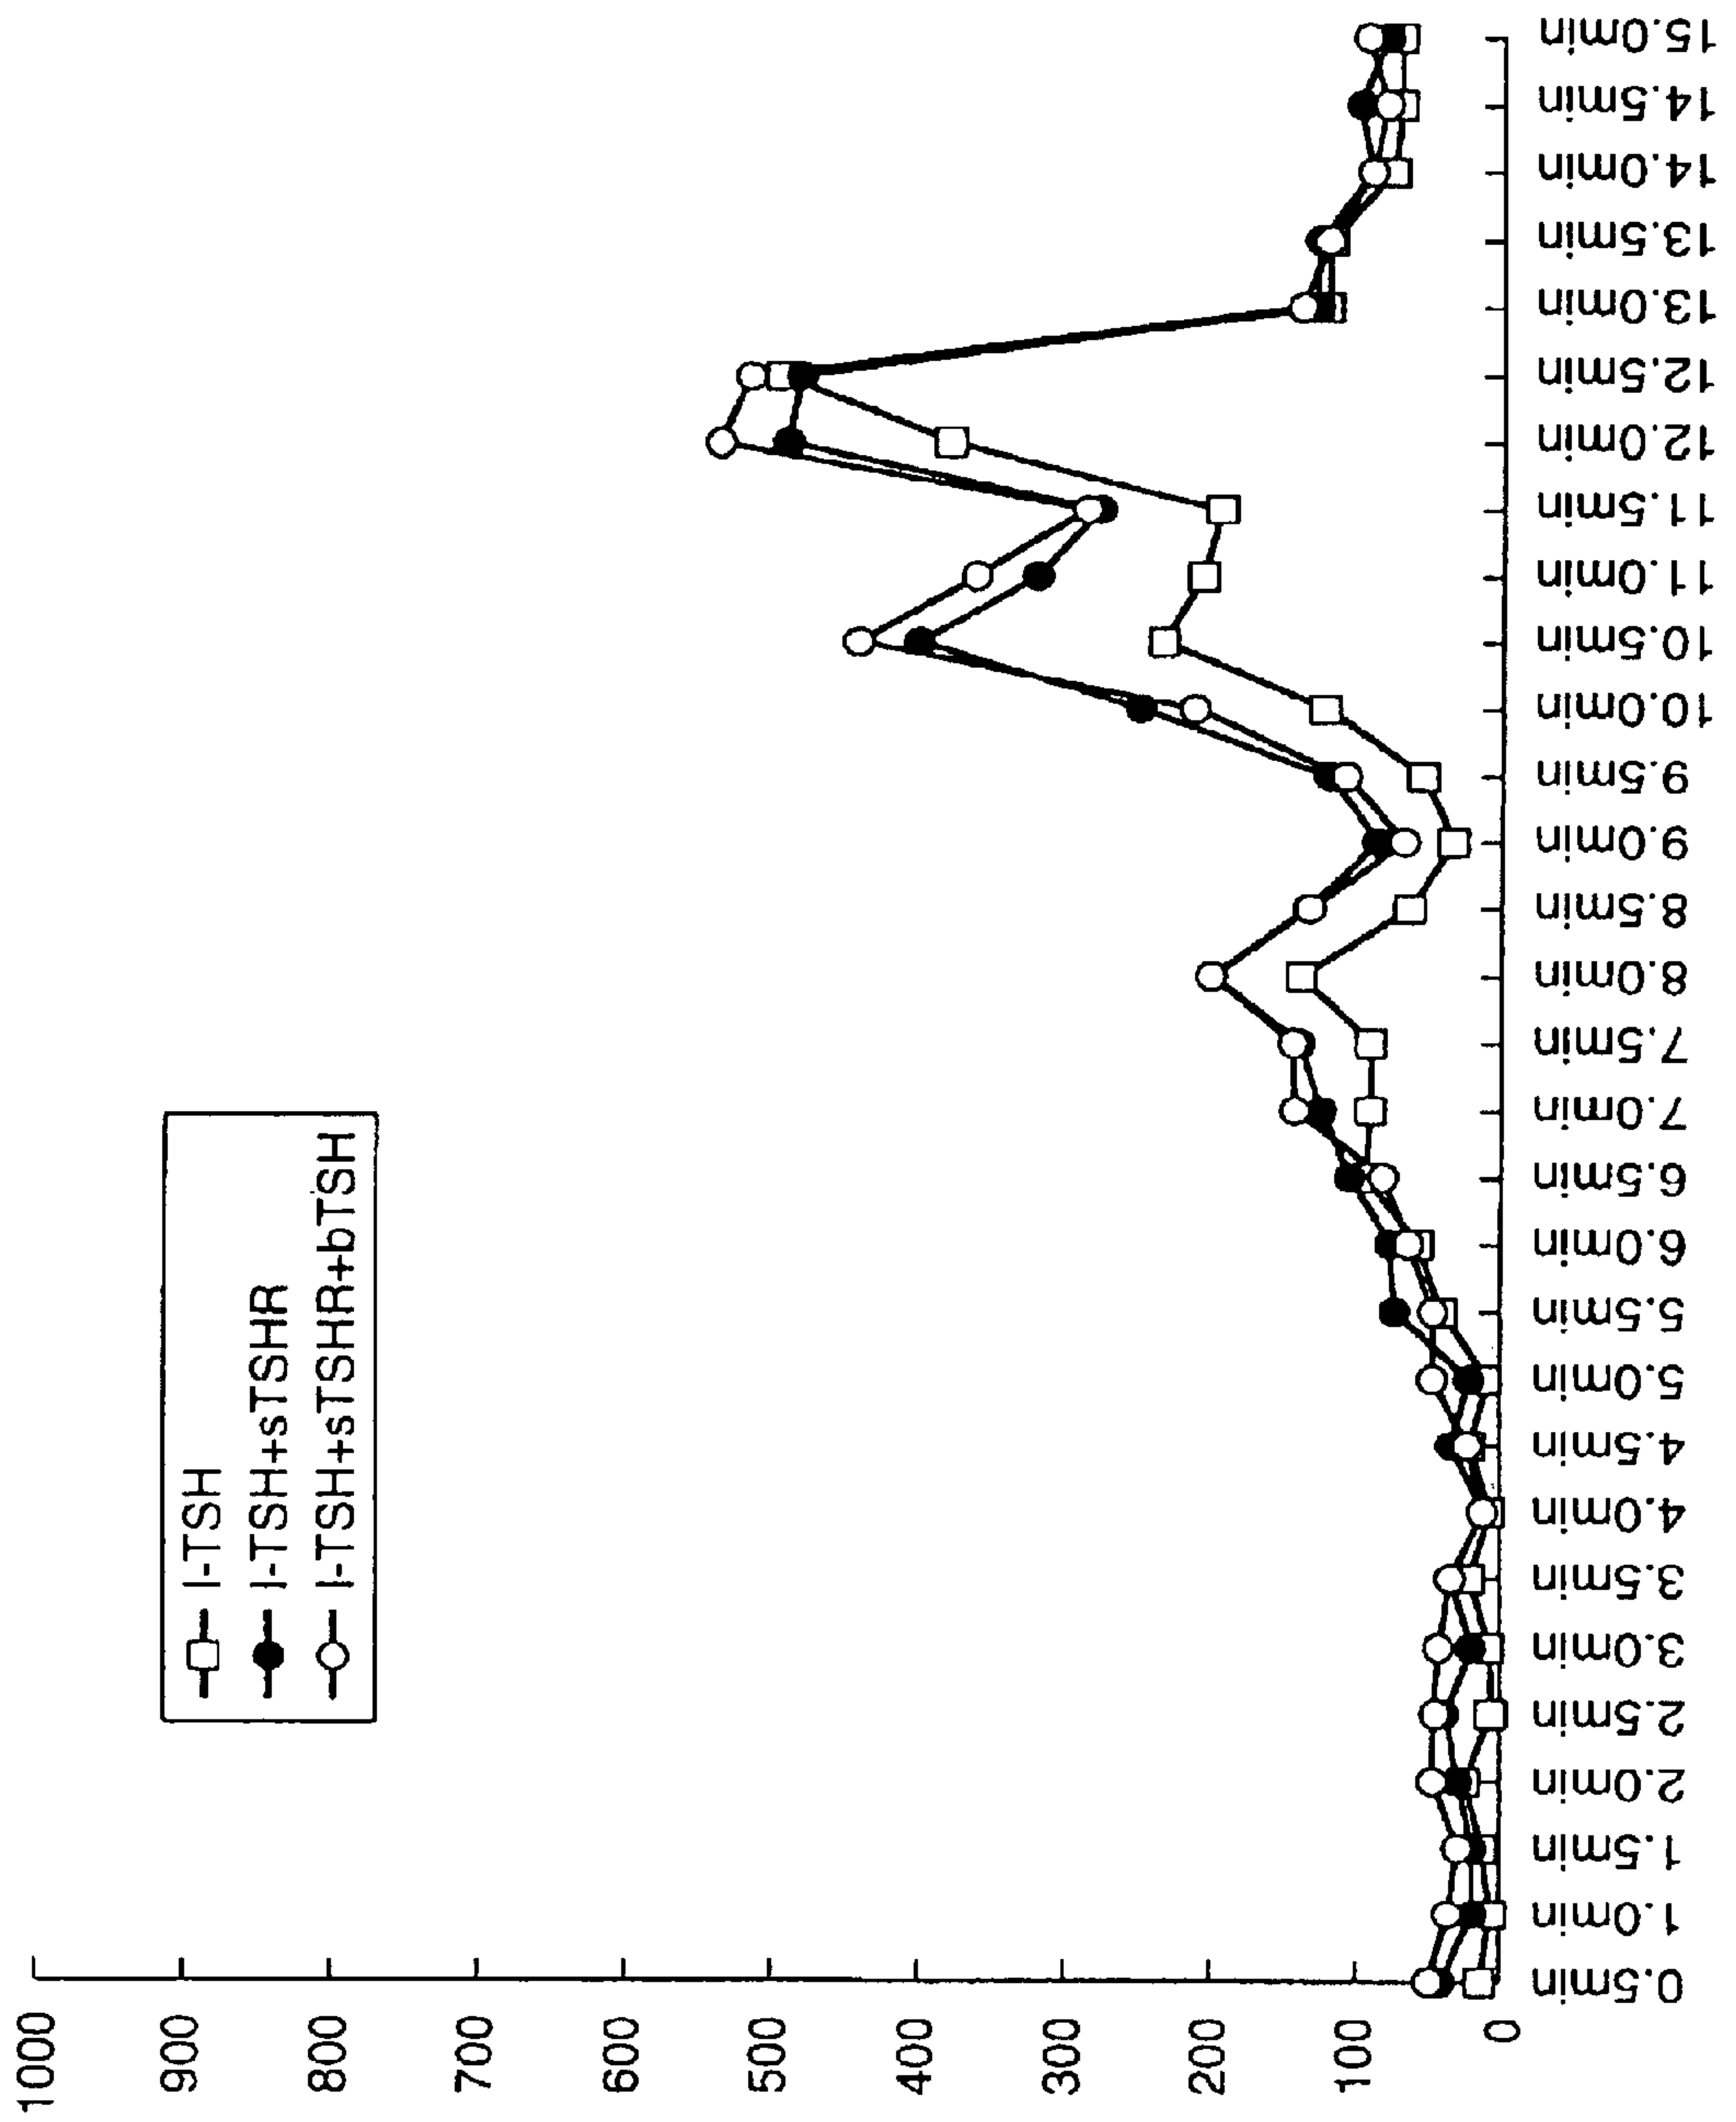 I-TSH
I-TSH+sTSHR
I-TSH+sTSHR+bTSH
1000
900
800
700
600
500
400
300
200
100
0
0.5min
1.0min
1.5min
2.0min
2.5min
3.0min
3.5min
4.0min
4.5min
5.0min
5.5min
6.0min
6.5min
7.0min
7.5min
8.0min
8.5min
9.0min
9.5min
10.0min
10.5min
11.0min
11.5min
12.0min
12.5min
13.0min
13.5min
14.0min
14.5min
15.0min